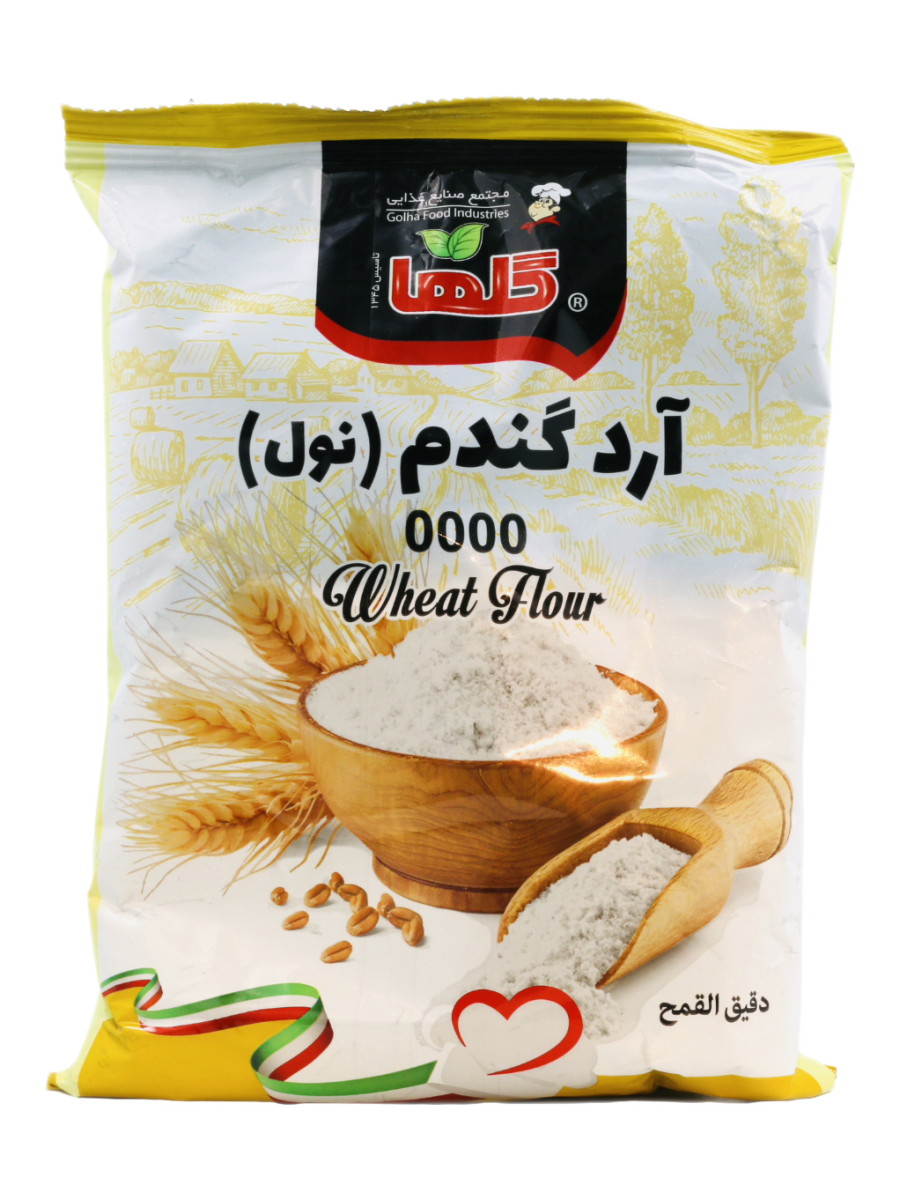 مجتمع صنایع غذایی
Golha Food Industries
گلها ®
تاسیس ۱۳۴۵
آرد گندم (نول)
0000
Wheat Flour
دقيق القمح